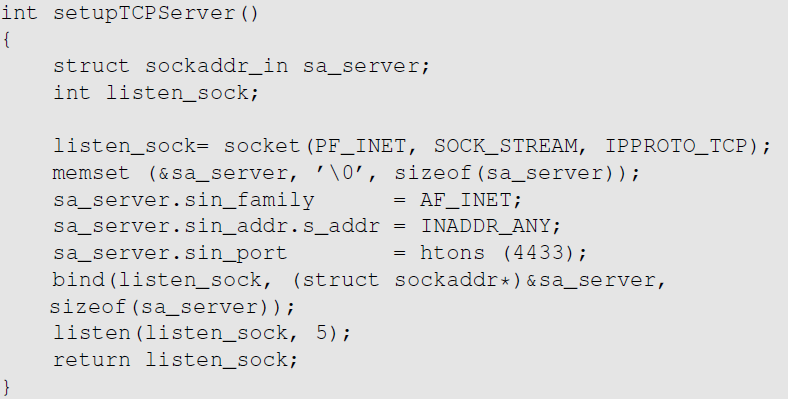 int setupTCPServer()
{
    struct sockaddr_in sa_server;
    int listen_sock;

    listen_sock= socket(PF_INET, SOCK_STREAM, IPPROTO_TCP);
    memset (&sa_server, ’\0’, sizeof(sa_server));
    sa_server.sin_family      = AF_INET;
    sa_server.sin_addr.s_addr = INADDR_ANY;
    sa_server.sin_port        = htons (4433);
    bind(listen_sock, (struct sockaddr*)&sa_server,
    sizeof(sa_server));
    listen(listen_sock, 5);
    return listen_sock;
}